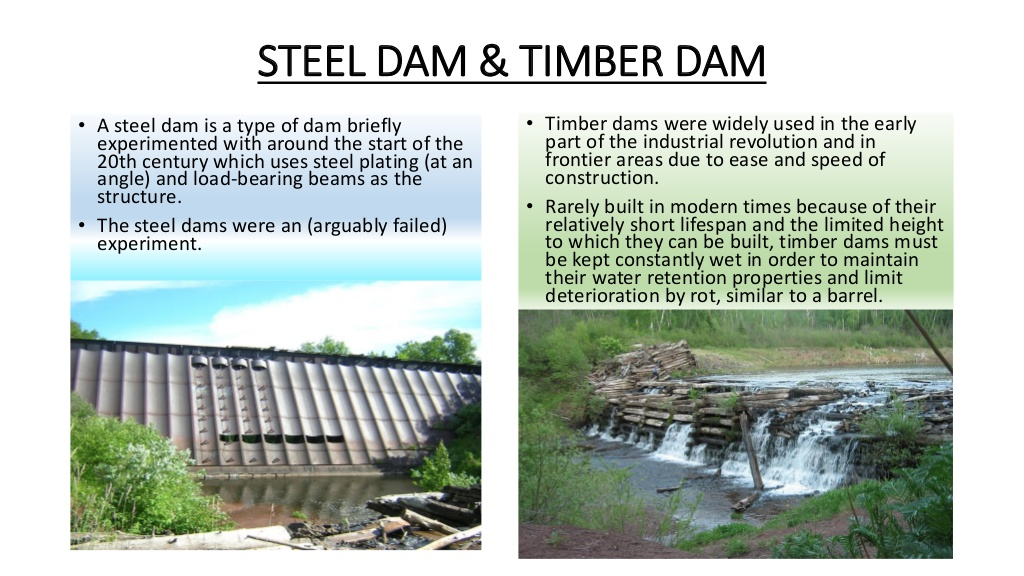 STEEL DAM & TIMBER DAM
• A steel dam is a type of dam briefly
experimented with around the start of the
20th century which uses steel plating (at an
angle) and load-bearing beams as the
structure.
• The steel dams were an (arguably failed)
experiment.
• Timber dams were widely used in the early
part of the industrial revolution and in
frontier areas due to ease and speed of
construction.
• Rarely built in modern times because of their
relatively short lifespan and the limited height
to which they can be built, timber dams must
be kept constantly wet in order to maintain
their water retention properties and limit
deterioration by rot, similar to a barrel.